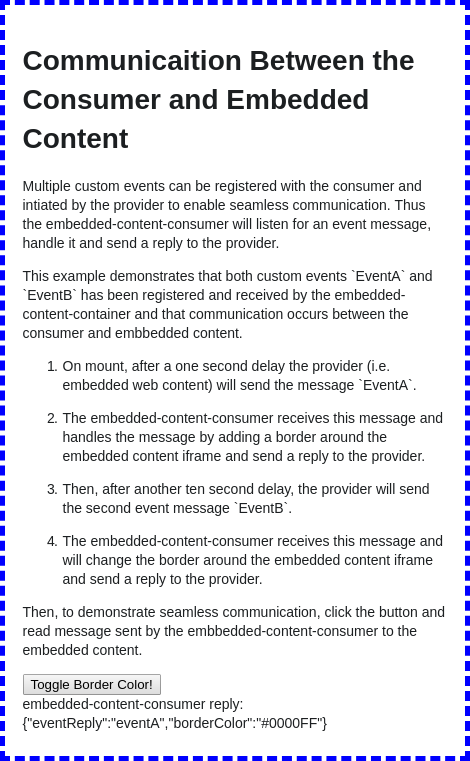 Communicaition Between the
Consumer and Embedded
Content
Multiple custom events can be registered with the consumer and
intiated by the provider to enable seamless communication. Thus
the embedded-content-consumer will listen for an event message,
handle it and send a reply to the provider.
This example demonstrates that both custom events `EventA` and
`EventB` has been registered and received by the embedded-
content-container and that communication occurs between the
consumer and embbedded content.
1. On mount, after a one second delay the provider (i.e.
embedded web content) will send the message `EventA`.
2. The embedded-content-consumer receives this message and
handles the message by adding a border around the
embedded content iframe and send a reply to the provider.
3. Then, after another ten second delay, the provider will send
the second event message `EventB`.
4. The embedded-content-consumer receives this message and
will change the border around the embedded content iframe
and send a reply to the provider.
Then, to demonstrate seamless communication, click the button and
read message sent by the embbedded-content-consumer to the
embedded content.
Toggle Border Color!
embedded-content-consumer reply:
{"eventReply":"eventA","borderColor":"#0000FF"}